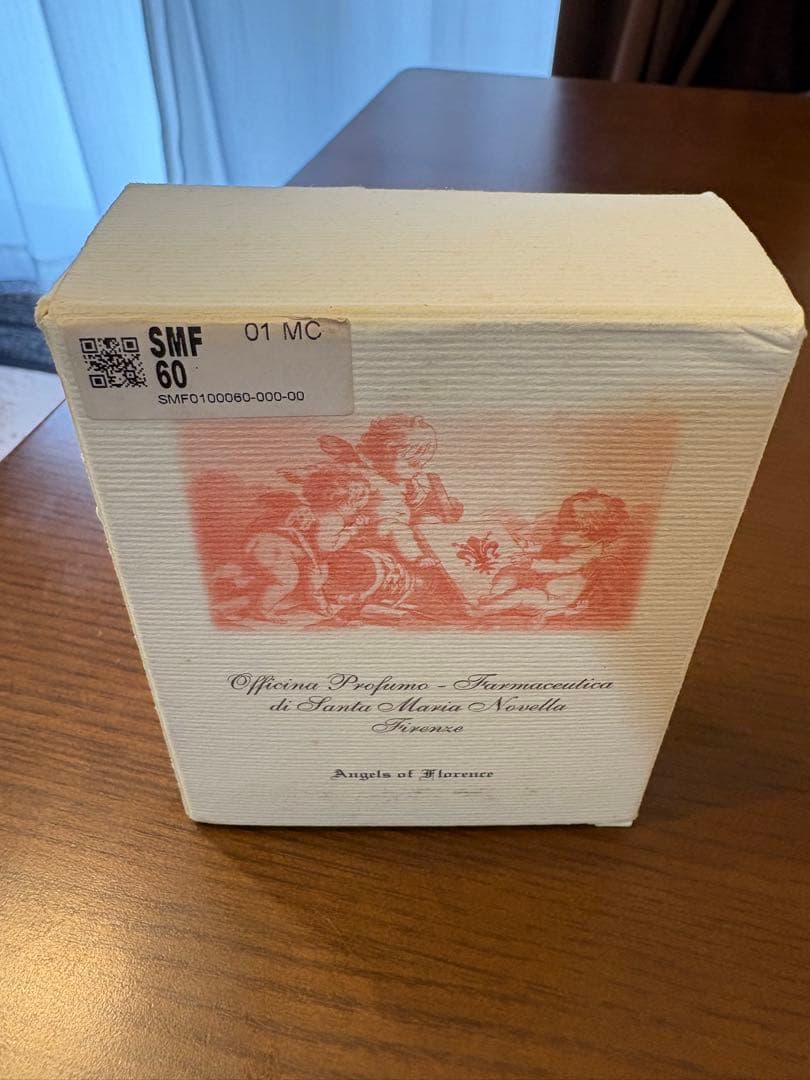 SMF 01 MC
60
SMF0100060-000-00
Officina Profumo - Farmaceutica
di Santa Maria Novella
Firenze
Angels of Florence